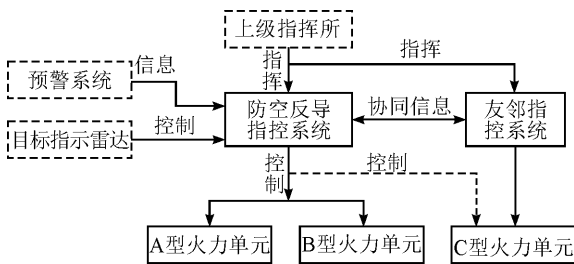 上级指挥所
指挥
指挥
信息
预警系统
防空反导
指控系统
协同信息
友邻指
控系统
目标指示雷达
控制
控制
控制
A型火力单元
B型火力单元
C型火力单元